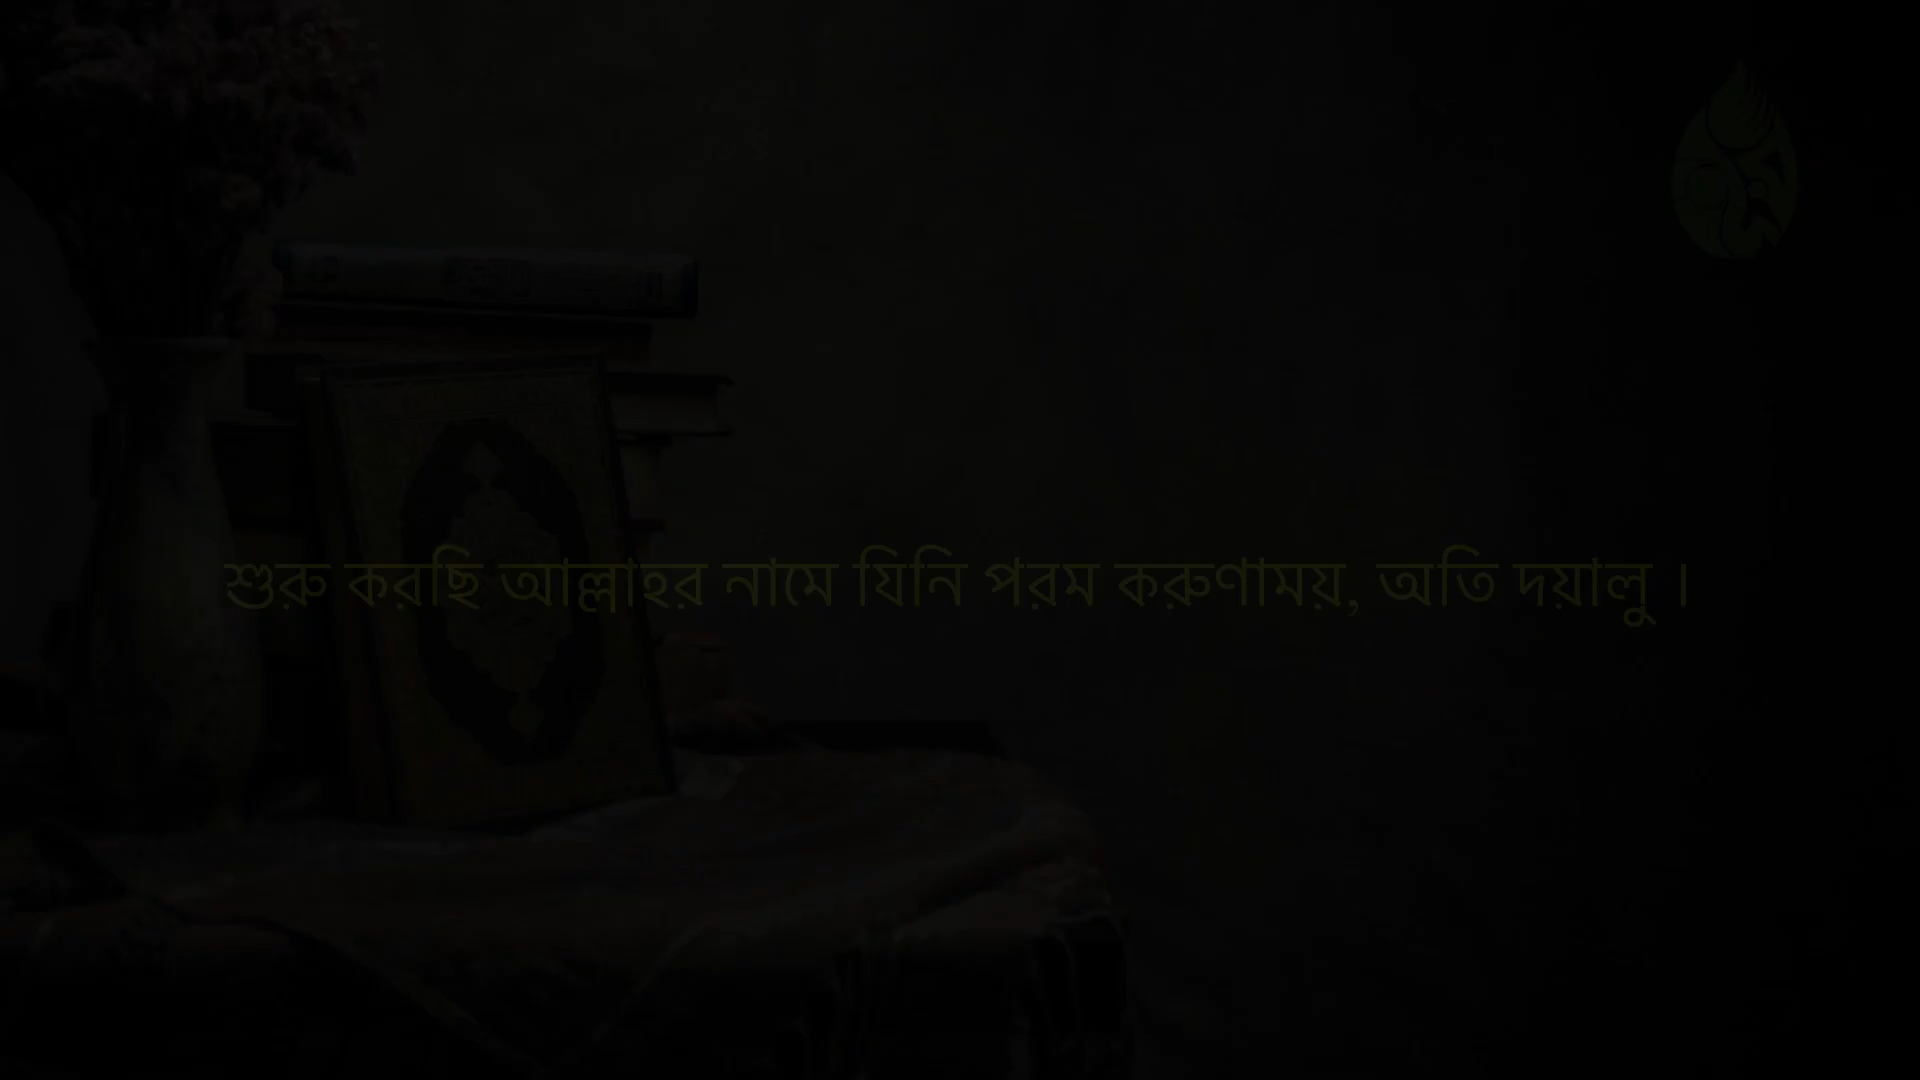 শুরু করছি আল্লাহর নামে যিনি পরম করুণাময়, অতি দয়ালু ।